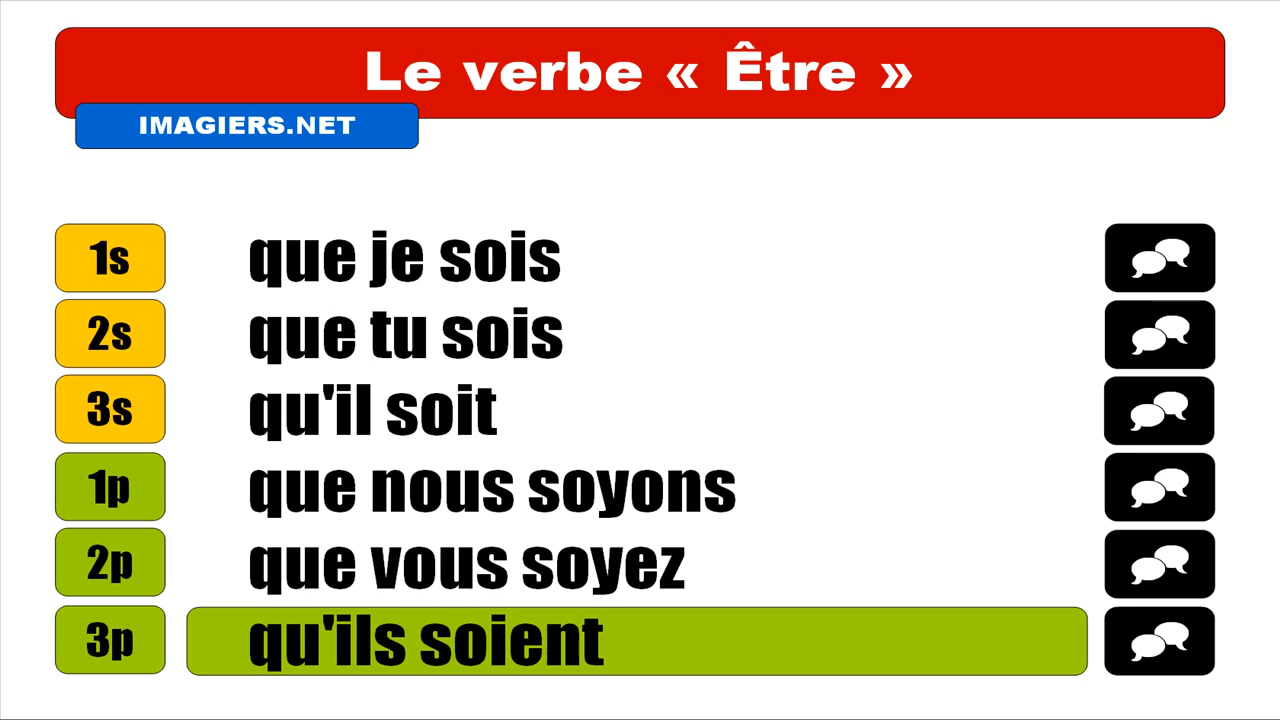 Le verbe « Être »
IMAGIERS.NET
1s que je sois
2s que tu sois
3s qu'il soit
1p que nous soyons
2p que vous soyez
3p qu'ils soient